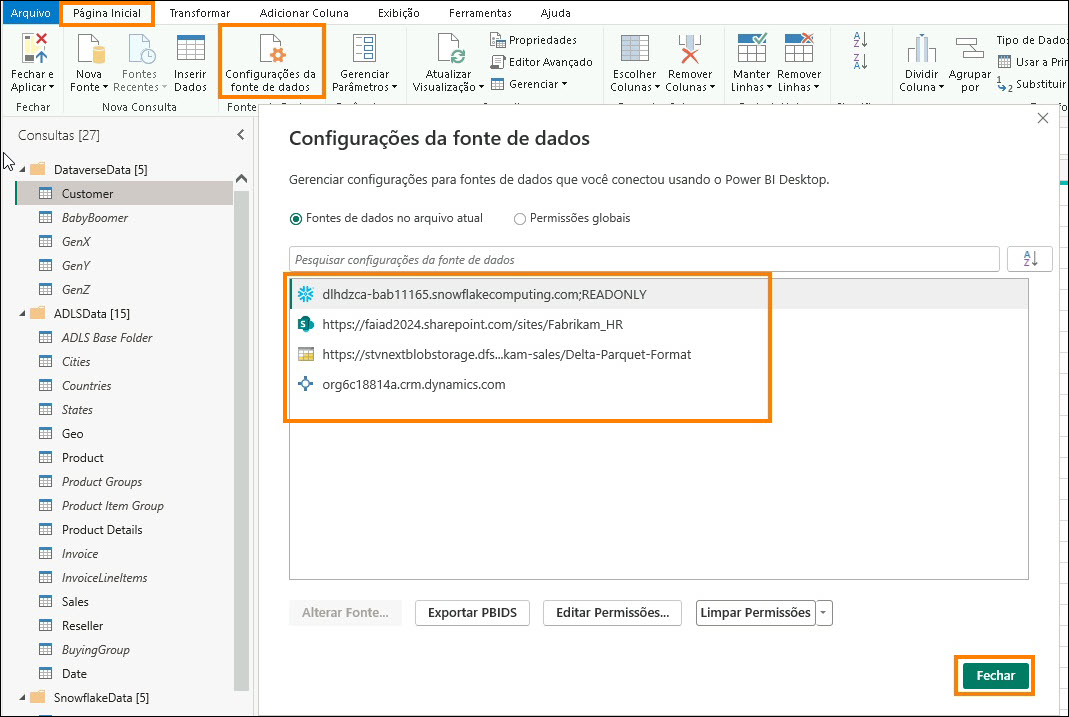 Arquivo Página Inicial Transformar Adicionar Coluna Exibição Ferramentas Ajuda
Fechar e Aplicar
Nova Fonte
Fontes Recentes
Inserir Dados
Configurações da fonte de dados
Gerenciar Parâmetros
Atualizar Visualização
Propriedades
Editor Avançado
Gerenciar
Escolher Colunas
Remover Colunas
Manter Linhas
Remover Linhas
Dividir Coluna
Agrupar por
Tipo de Dados
Usar a Pri
Substituir
Fechar
Nova Consulta
Consultas [27]
DataverseData [5]
Customer
BabyBoomer
GenX
GenY
GenZ
ADLSData [15]
ADLS Base Folder
Cities
Countries
States
Geo
Product
Product Groups
Product Item Group
Product Details
Invoice
InvoiceLineItems
Sales
Reseller
BuyingGroup
Date
SnowflakeData [5]
Configurações da fonte de dados
Gerenciar configurações para fontes de dados que você conectou usando o Power BI Desktop.
Fontes de dados no arquivo atual Permissões globais
Pesquisar configurações da fonte de dados
dlhdzca-bab11165.snowflakecomputing.com;READONLY
https://faiad2024.sharepoint.com/sites/Fabrikam_HR
https://stvnextblobstorage.dfs...kam-sales/Delta-Parquet-Format
org6c18814a.crm.dynamics.com
Alterar Fonte... Exportar PBIDS Editar Permissões... Limpar Permissões
Fechar